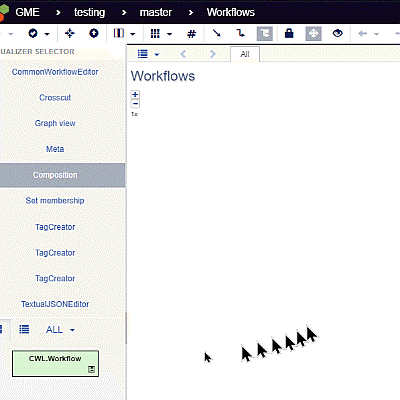 GME › testing › master › Workflows
UALIZER SELECTOR
All
CommonWorkflowEditor
Crosscut
Graph view
Meta
Composition
Set membership
TagCreator
TagCreator
TagCreator
TextualJSONEditor
ALL
CWL.Workflow
Workflows
+
−
1x